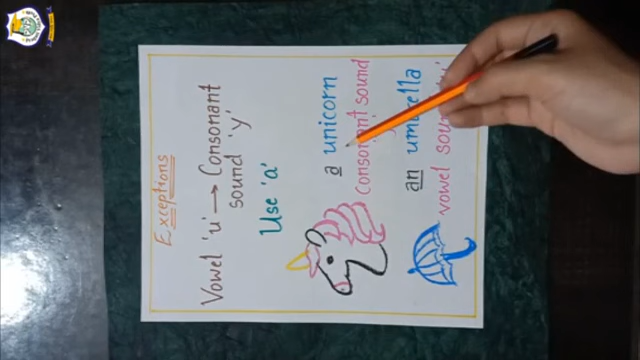 Exceptions
Vowel 'u' → Consonant
sound 'y'
Use 'a'
a unicorn
Consonant sound
an umbrella
vowel sound